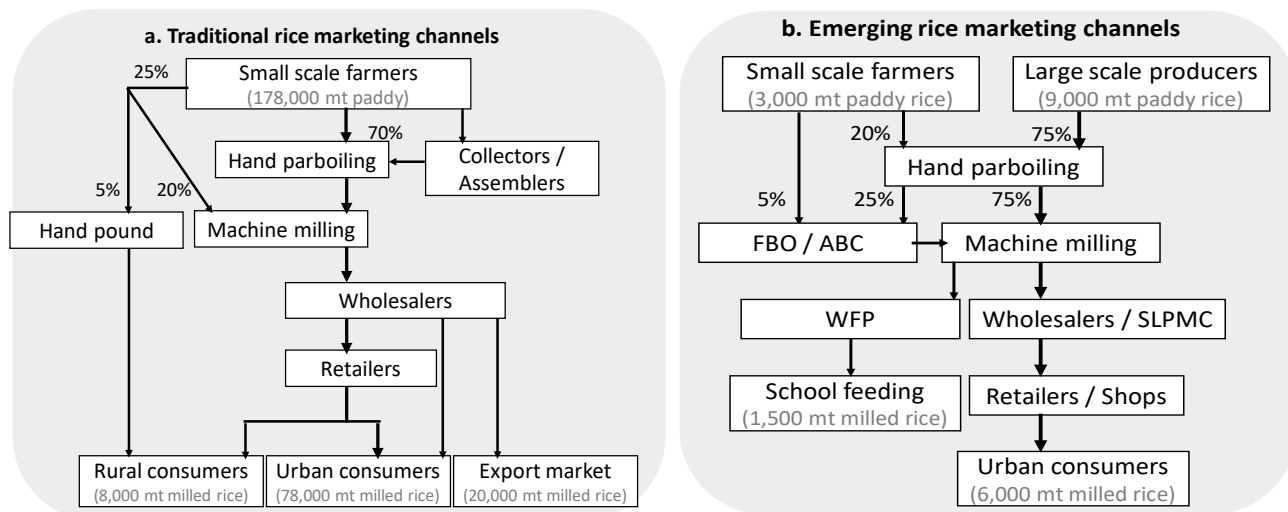 a. Traditional rice marketing channels
25%
Small scale farmers
(178,000 mt paddy)
70%
Hand parboiling
Collectors /
Assemblers
5%
20%
Hand pound
Machine milling
Wholesalers
Retailers
Rural consumers
(8,000 mt milled rice)
Urban consumers
(78,000 mt milled rice)
Export market
(20,000 mt milled rice)
b. Emerging rice marketing channels
Small scale farmers
(3,000 mt paddy rice)
Large scale producers
(9,000 mt paddy rice)
20%
75%
Hand parboiling
5%
25%
75%
FBO / ABC
Machine milling
WFP
Wholesalers / SLPMC
School feeding
(1,500 mt milled rice)
Retailers / Shops
Urban consumers
(6,000 mt milled rice)